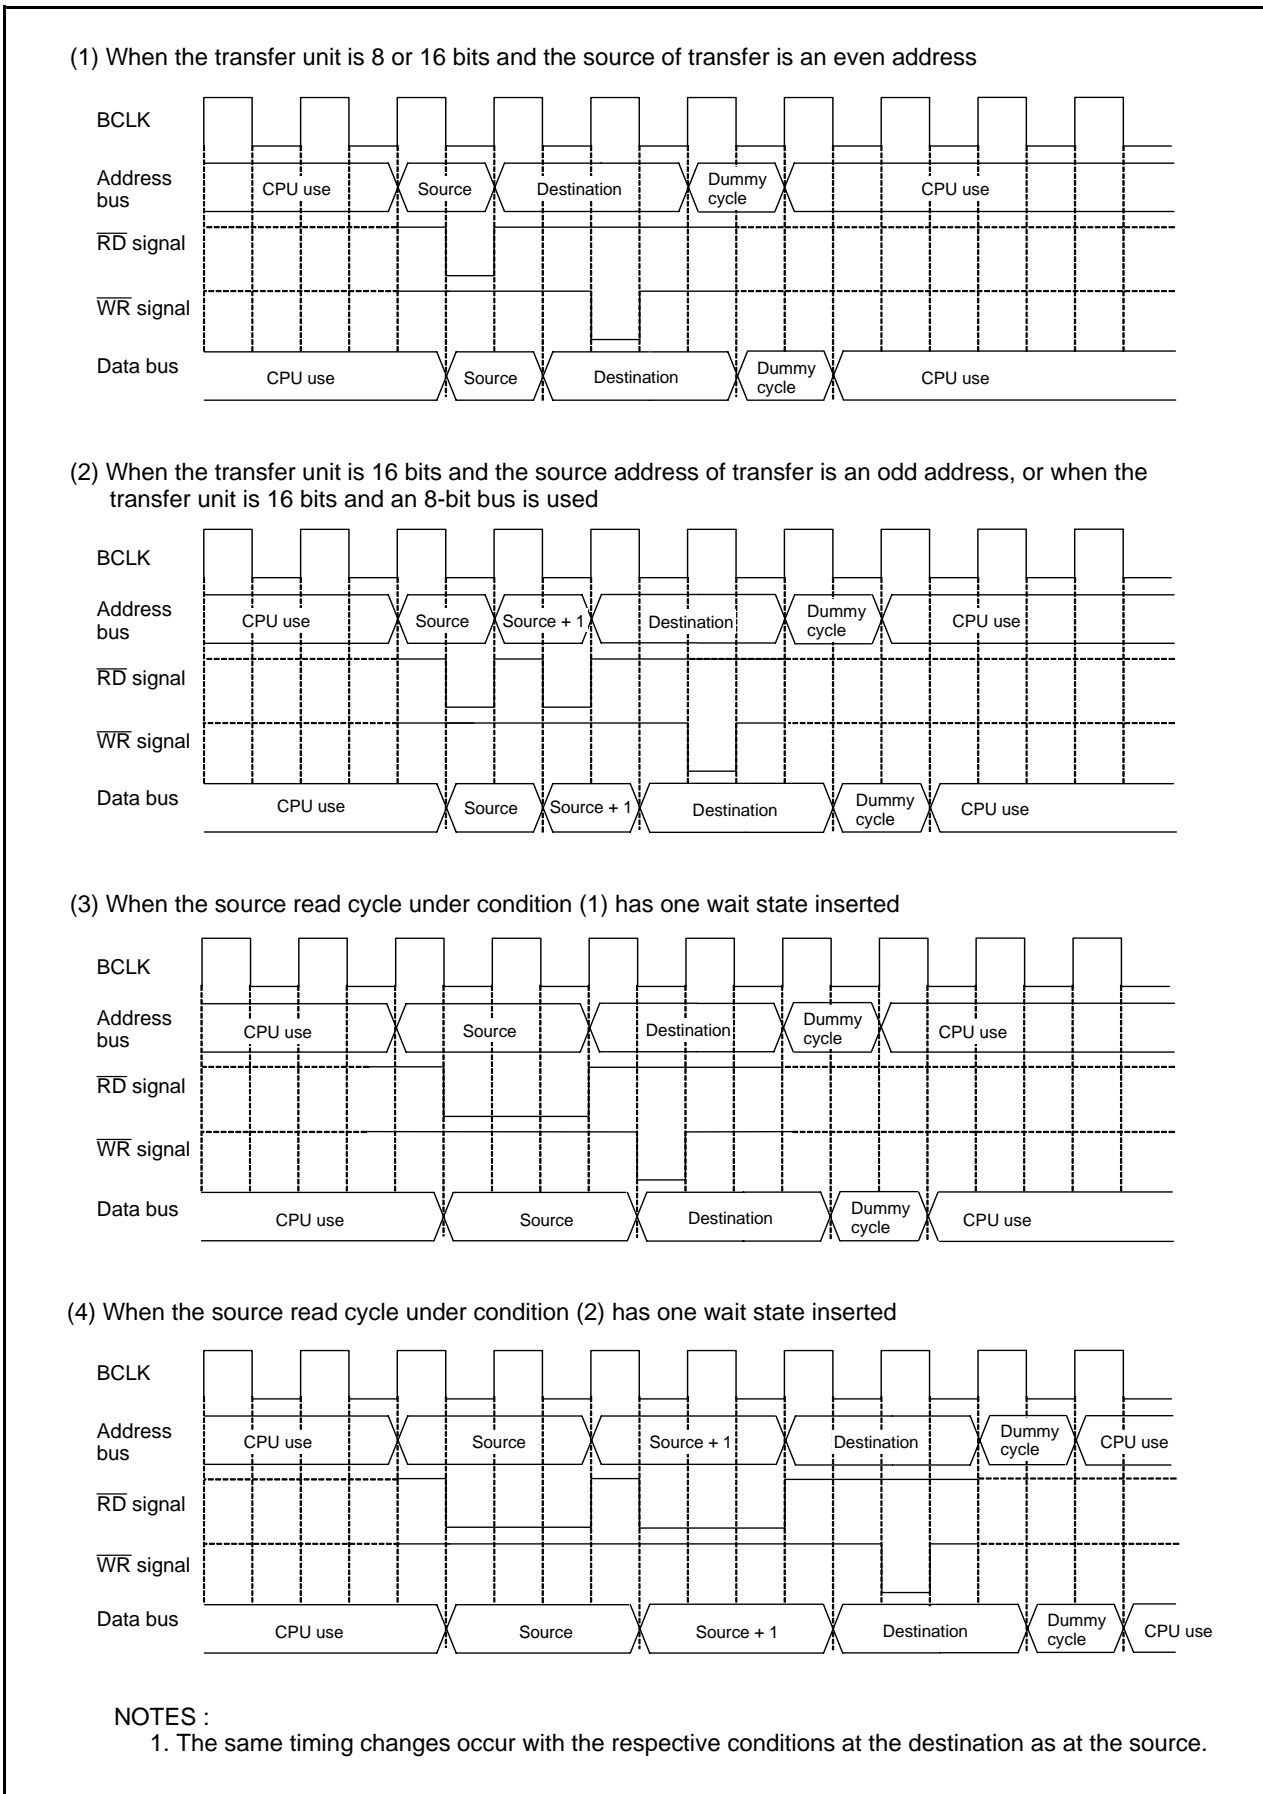 (1) When the transfer unit is 8 or 16 bits and the source of transfer is an even address
BCLK
Address
bus
CPU use
Source
Destination
Dummy
cycle
CPU use
RD signal
WR signal
Data bus
CPU use
Source
Destination
Dummy
cycle
CPU use
(2) When the transfer unit is 16 bits and the source address of transfer is an odd address, or when the
transfer unit is 16 bits and an 8-bit bus is used
BCLK
Address
bus
CPU use
Source
Source + 1
Destination
Dummy
cycle
CPU use
RD signal
WR signal
Data bus
CPU use
Source
Source + 1
Destination
Dummy
cycle
CPU use
(3) When the source read cycle under condition (1) has one wait state inserted
BCLK
Address
bus
CPU use
Source
Destination
Dummy
cycle
CPU use
RD signal
WR signal
Data bus
CPU use
Source
Destination
Dummy
cycle
CPU use
(4) When the source read cycle under condition (2) has one wait state inserted
BCLK
Address
bus
CPU use
Source
Source + 1
Destination
Dummy
cycle
CPU use
RD signal
WR signal
Data bus
CPU use
Source
Source + 1
Destination
Dummy
cycle
CPU use
NOTES :
1. The same timing changes occur with the respective conditions at the destination as at the source.